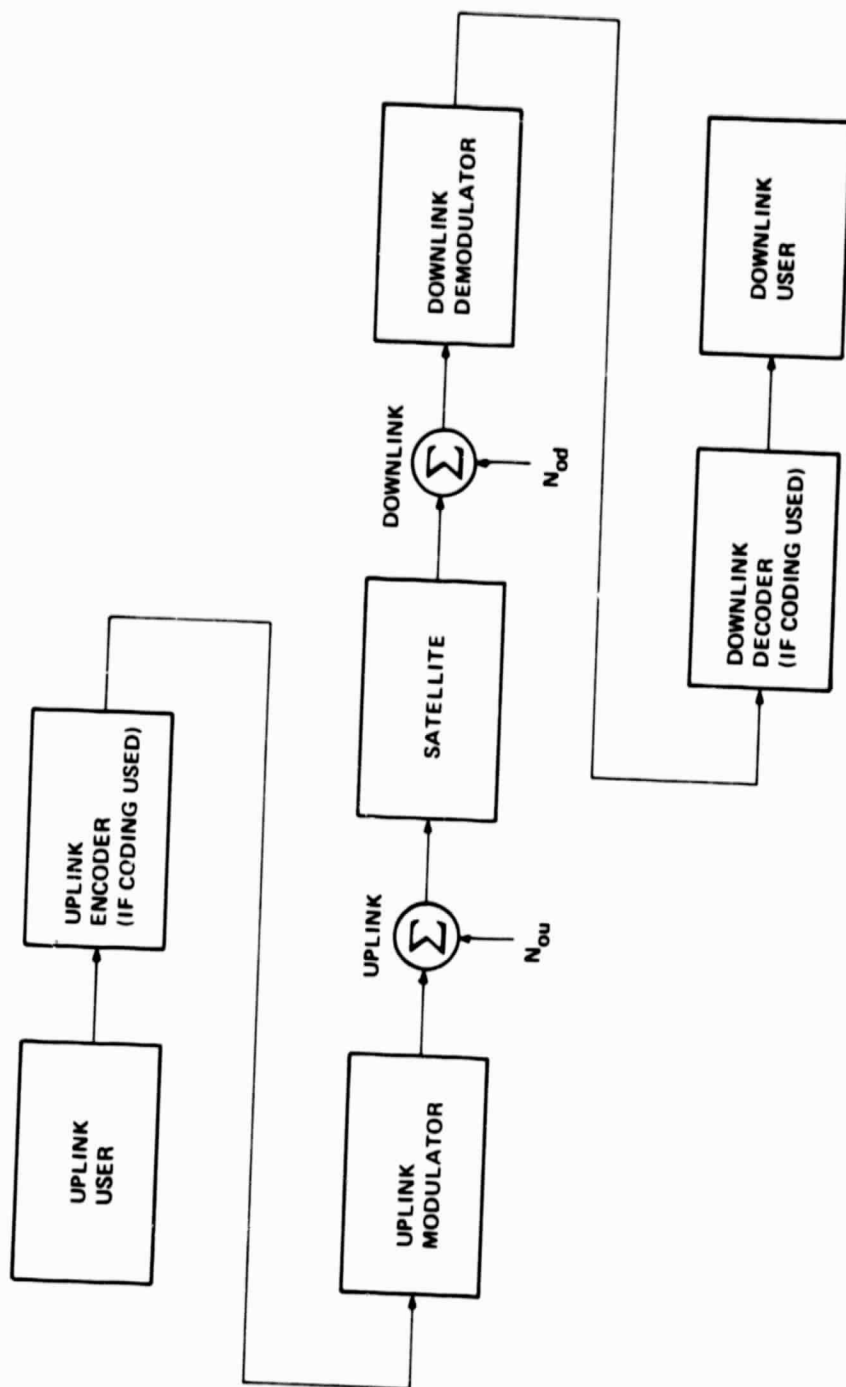 UPLINK
USER
UPLINK
ENCODER
(IF CODING USED)
UPLINK
MODULATOR
UPLINK
Σ
N_ou
SATELLITE
DOWNLINK
Σ
N_od
DOWNLINK
DEMODULATOR
DOWNLINK
DECODER
(IF CODING USED)
DOWNLINK
USER